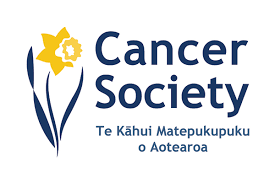 Cancer
Society
Te Kāhui Matepukupuku
o Aotearoa